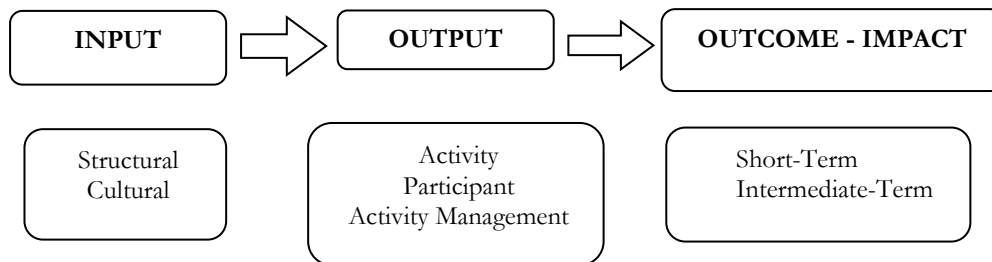 INPUT
OUTPUT
OUTCOME - IMPACT
Structural
Cultural
Activity
Participant
Activity Management
Short-Term
Intermediate-Term